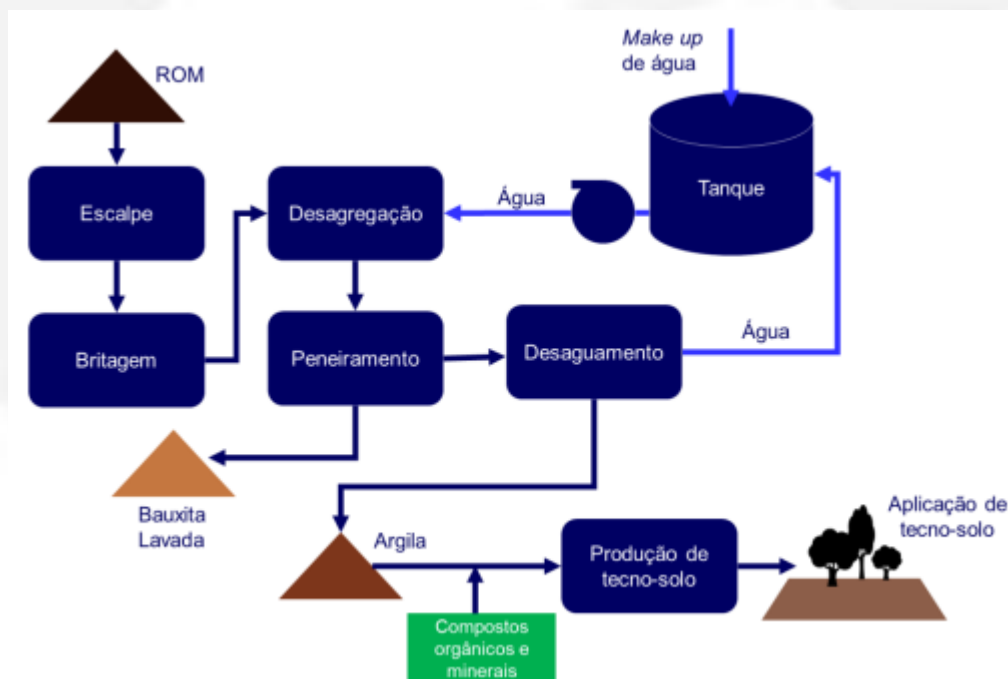 Make up
de água
ROM
Tanque
Escalpe
Desagregação
Água
Britagem
Peneiramento
Desaguamento
Água
Bauxita
Lavada
Argila
Produção de
tecno-solo
Aplicação de
tecno-solo
Compostos
orgânicos e
minerais